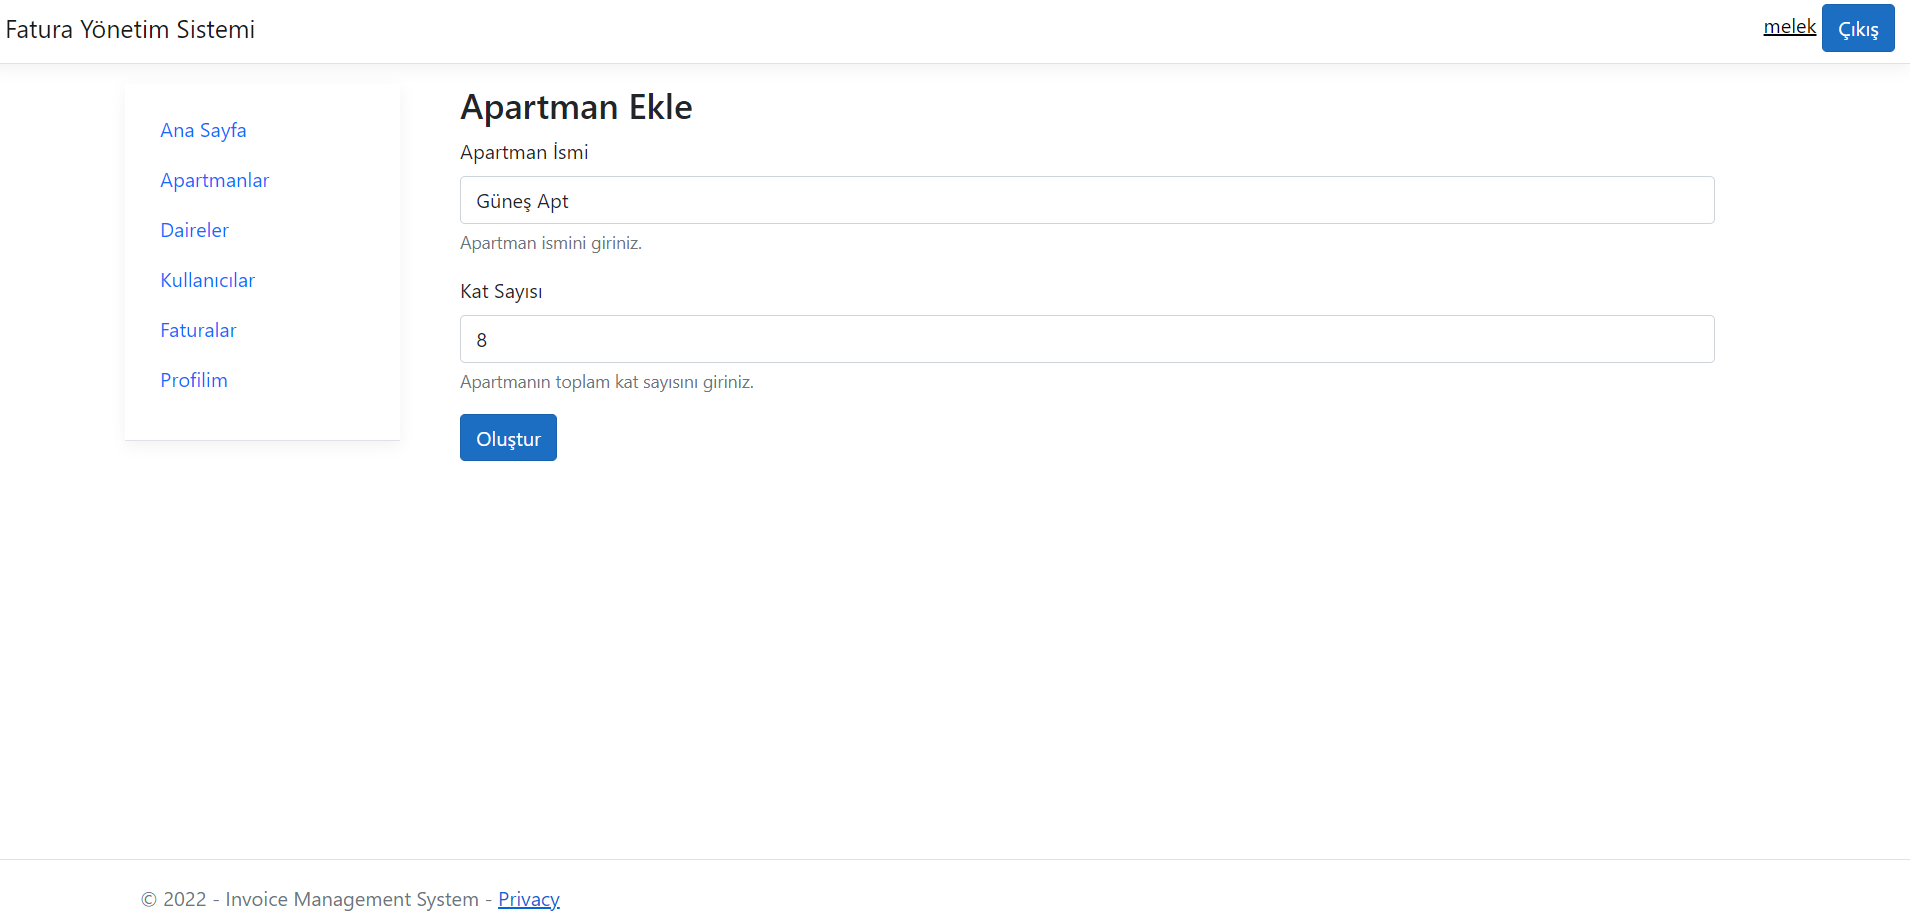 Fatura Yönetim Sistemi
melek
Çıkış
Ana Sayfa
Apartmanlar
Daireler
Kullanıcılar
Faturalar
Profilim
Apartman Ekle
Apartman İsmi
Güneş Apt
Apartman ismini giriniz.
Kat Sayısı
8
Apartmanın toplam kat sayısını giriniz.
Oluştur
© 2022 - Invoice Management System - Privacy